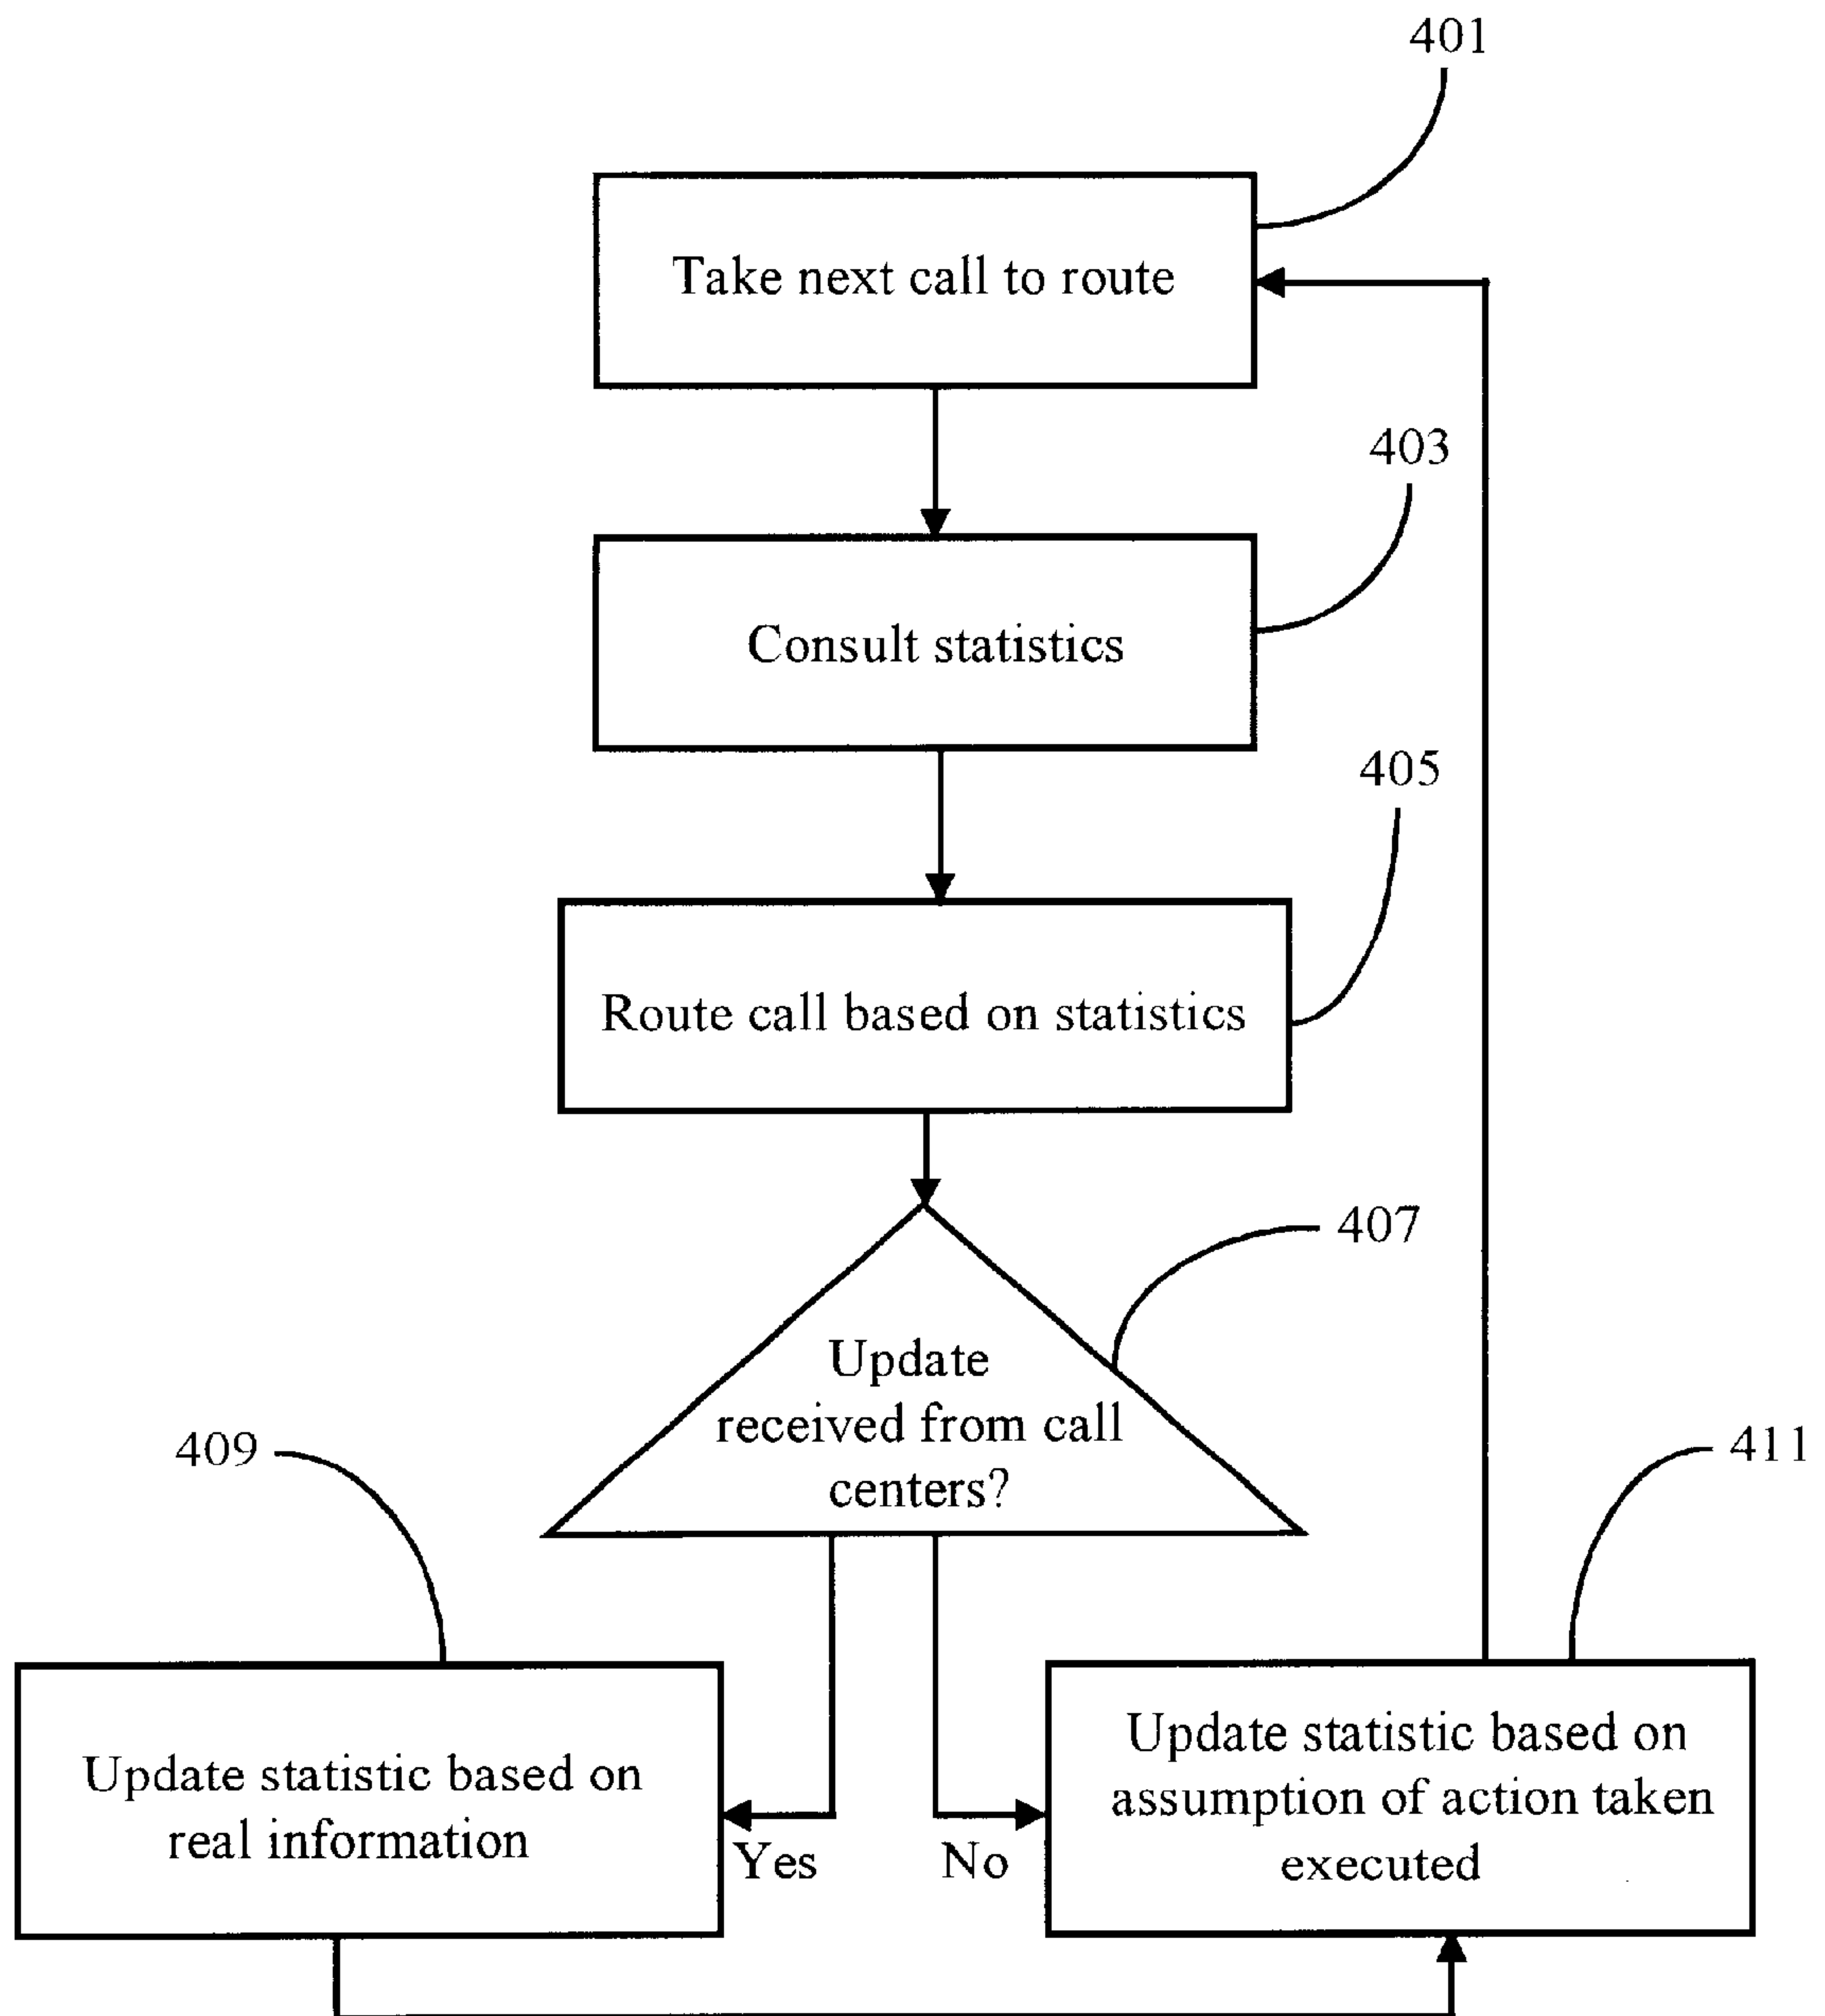 401
Take next call to route
403
Consult statistics
405
Route call based on statistics
407
Update
received from call
centers?
409
411
Update statistic based on
real information
Yes
No
Update statistic based on
assumption of action taken
executed